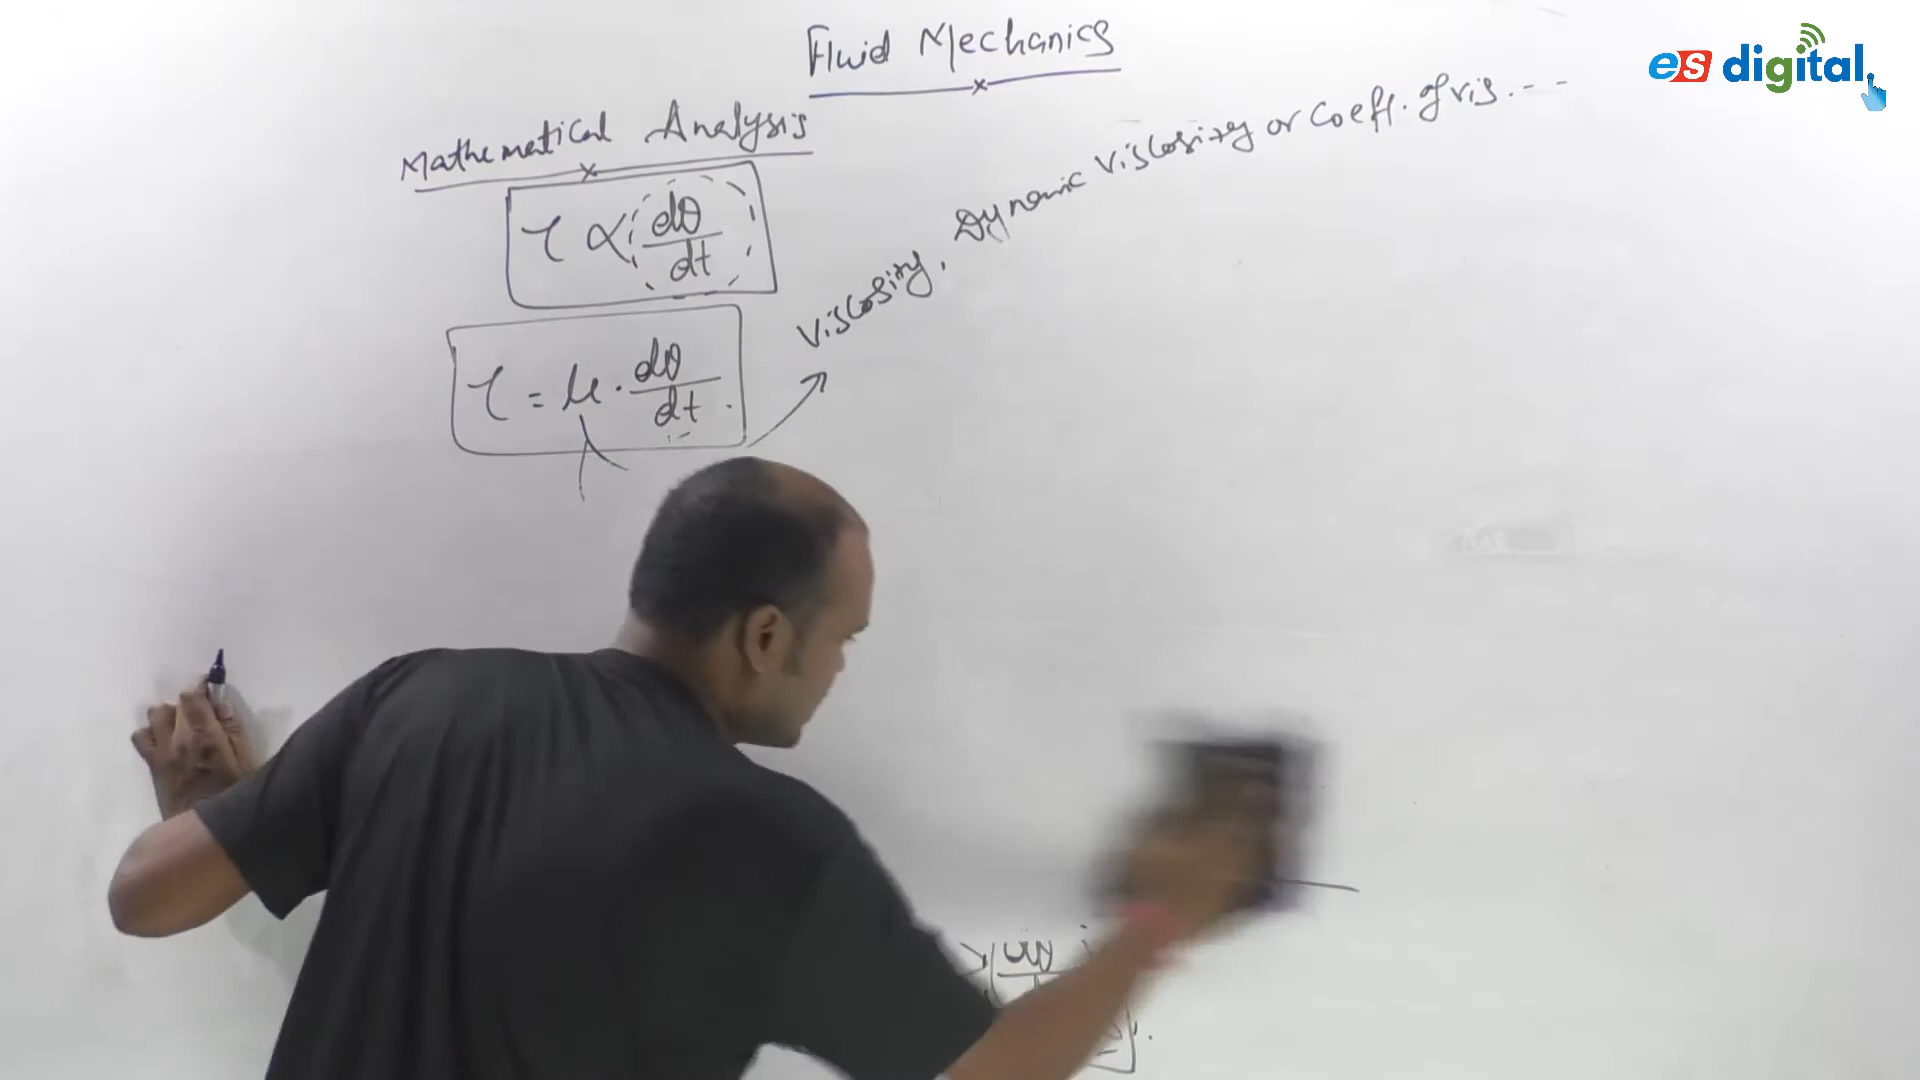 Fluid Mechanics
es digital
Mathematical Analysis
τ ∝ dθ/dt
τ = μ · dθ/dt
Viscosity, Dynamic Viscosity or Coeff. of vis. - -